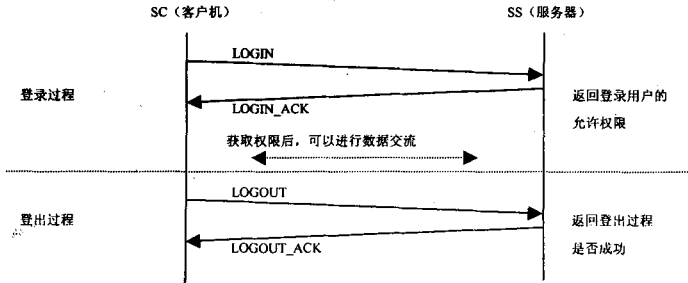 SC（客户机）
SS（服务器）
LOGIN
登录过程
LOGIN_ACK
返回登录用户的
允许权限
获取权限后，可以进行数据交流
LOGOUT
登出过程
LOGOUT_ACK
返回登出过程
是否成功